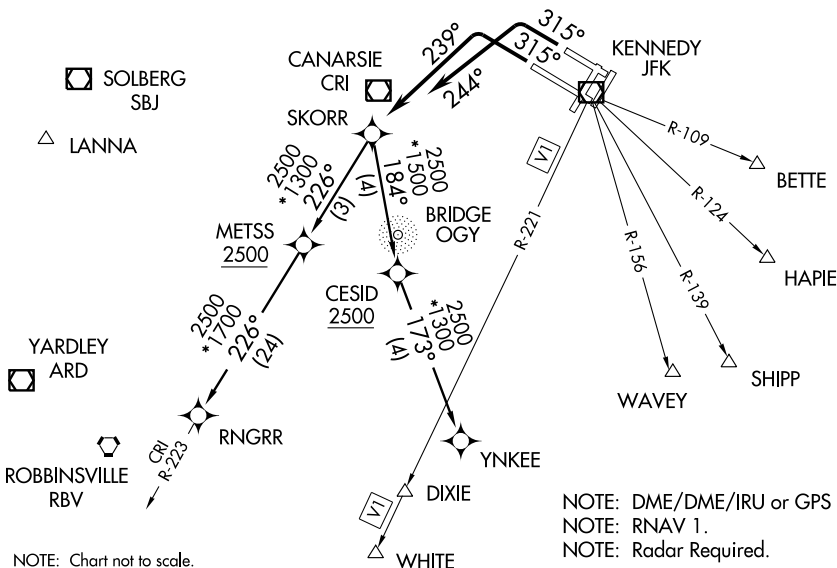 315°
315°
239°
244°
KENNEDY
JFK
CANARSIE
CRI
SOLBERG
SBJ
SKORR
LANNA
R-109
V1
BETTE
2500
*1300
226°
(3)
2500
*1500
184°
(4)
R-124
BRIDGE
OGY
R-221
METSS
2500
R-156
R-139
HAPIE
CESID
2500
2500
*1700
226°
(24)
2500
*1300
173°
(4)
YARDLEY
ARD
SHIPP
WAVEY
RNGRR
CRI
R-223
YNKEE
ROBBINSVILLE
RBV
DIXIE
V1
WHITE
NOTE: DME/DME/IRU or GPS
NOTE: RNAV 1.
NOTE: Radar Required.
NOTE: Chart not to scale.